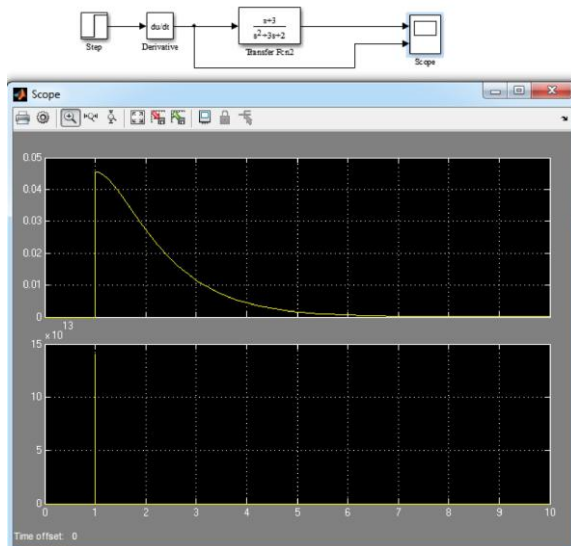 Step
du/dt
Derivative
s+3
s²+3s+2
Transfer Fcn2
Scope
Scope
0.05
0.04
0.03
0.02
0.01
0
x 10 13
15
10
5
0
0 1 2 3 4 5 6 7 8 9 10
Time offset: 0